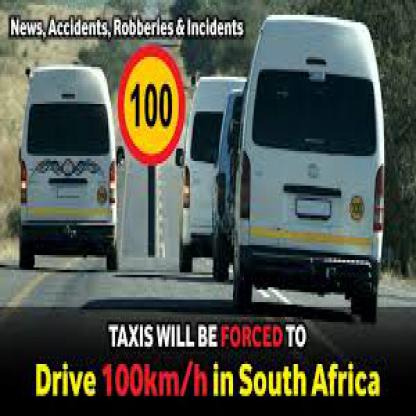 News, Accidents, Robberies & Incidents
100
TAXIS WILL BE FORCED TO
Drive 100km/h in South Africa